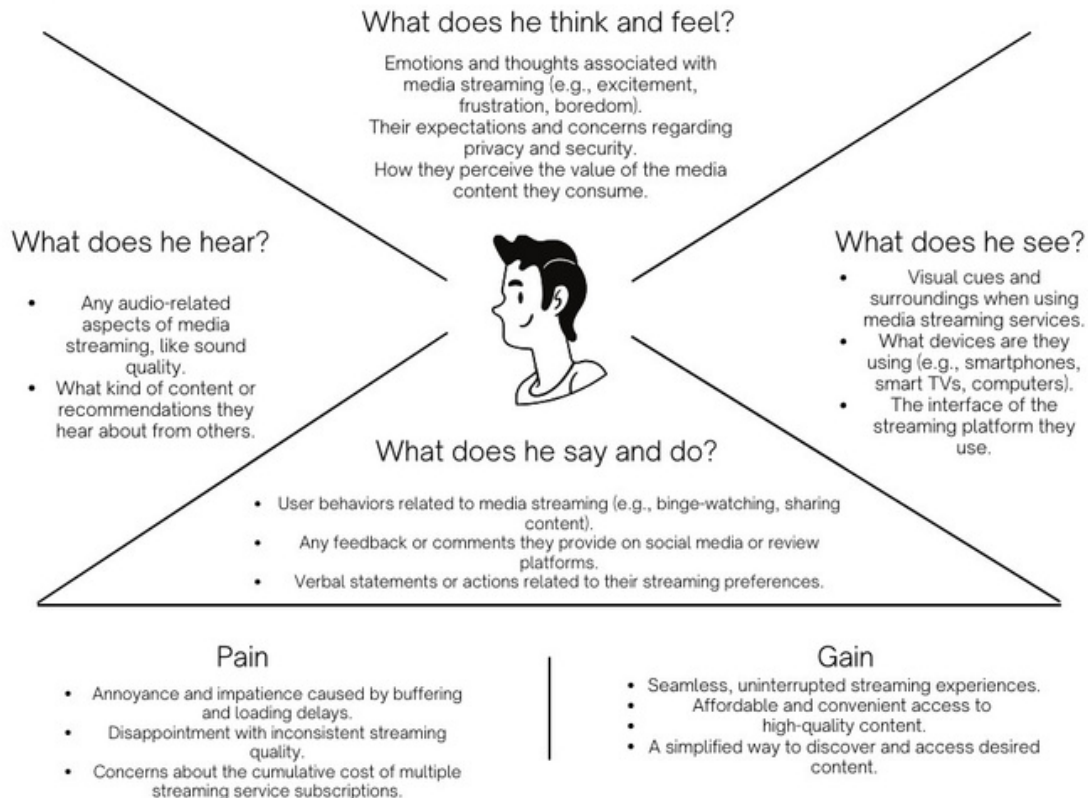 What does he think and feel?
Emotions and thoughts associated with
media streaming (e.g., excitement,
frustration, boredom).
Their expectations and concerns regarding
privacy and security.
How they perceive the value of the media
content they consume.
What does he hear?
• Any audio-related
aspects of media
streaming, like sound
quality.
• What kind of content or
recommendations they
hear about from others.
What does he see?
• Visual cues and
surroundings when using
media streaming services.
• What devices are they
using (e.g., smartphones,
smart TVs, computers).
• The interface of the
streaming platform they
use.
What does he say and do?
• User behaviors related to media streaming (e.g., binge-watching, sharing
content).
• Any feedback or comments they provide on social media or review
platforms.
• Verbal statements or actions related to their streaming preferences.
Pain
• Annoyance and impatience caused by buffering
and loading delays.
• Disappointment with inconsistent streaming
quality.
• Concerns about the cumulative cost of multiple
streaming service subscriptions.
Gain
• Seamless, uninterrupted streaming experiences.
• Affordable and convenient access to
• high-quality content.
• A simplified way to discover and access desired
content.